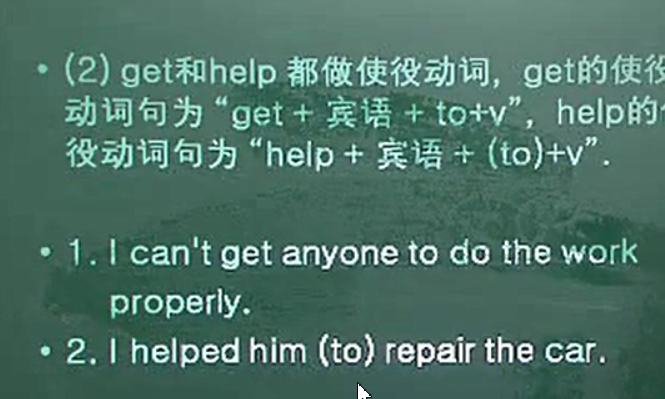 • (2) get和help 都做使役动词，get的使役
动词句为 “get + 宾语 + to+v”，help的
役动词句为 “help + 宾语 + (to)+v”.
• 1. I can't get anyone to do the work
properly.
• 2. I helped him (to) repair the car.